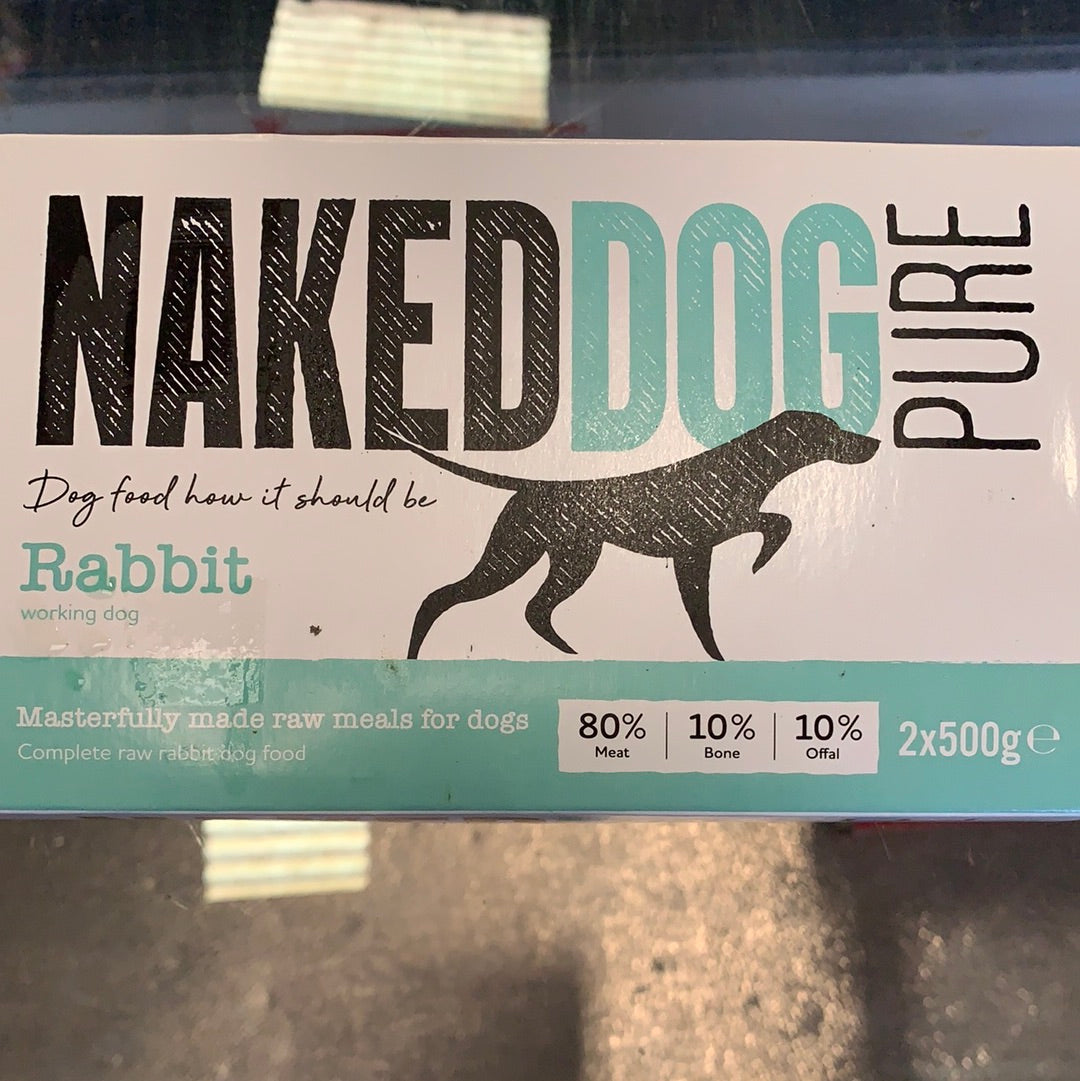 NAKEDDOG PURE
Dog food how it should be
Rabbit
working dog
Masterfully made raw meals for dogs
Complete raw rabbit dog food
80% 10% 10%
Meat Bone Offal
2x500g ℮